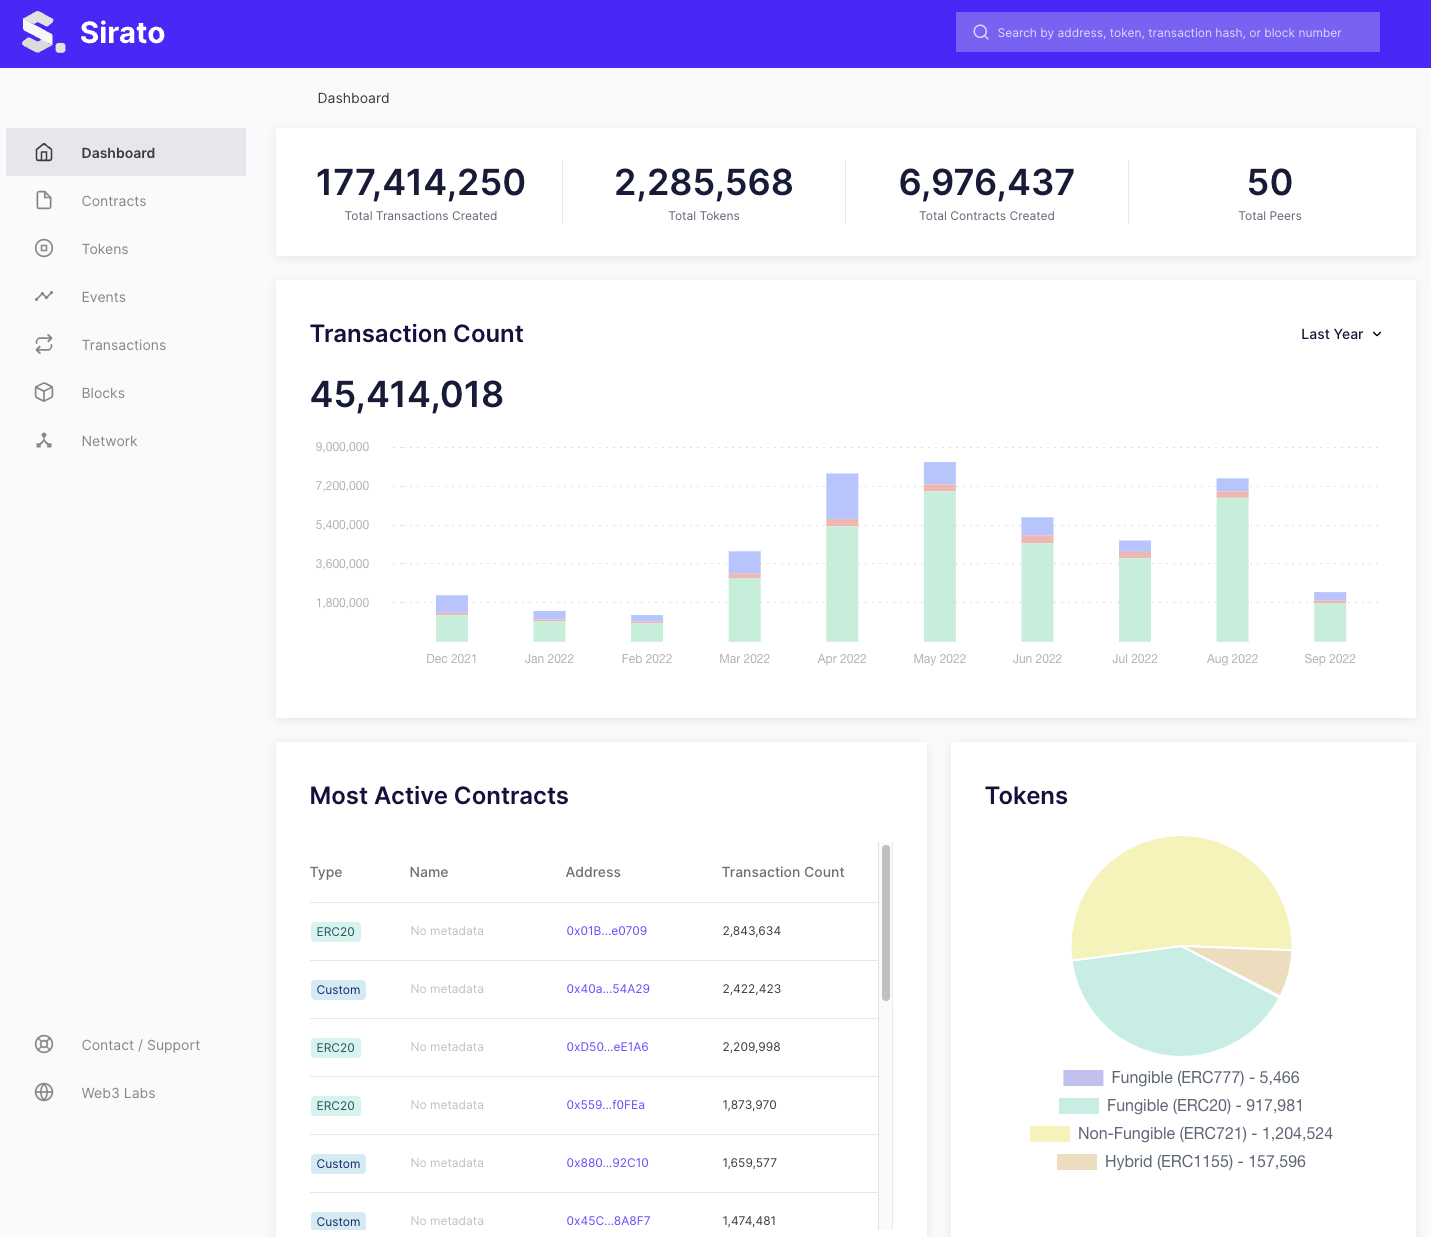 Sirato
Search by address, token, transaction hash, or block number
Dashboard
Dashboard
Contracts
Tokens
Events
Transactions
Blocks
Network
Contact / Support
Web3 Labs
177,414,250
Total Transactions Created
2,285,568
Total Tokens
6,976,437
Total Contracts Created
50
Total Peers
Transaction Count
Last Year
45,414,018
9,000,000
7,200,000
5,400,000
3,600,000
1,800,000
Dec 2021 Jan 2022 Feb 2022 Mar 2022 Apr 2022 May 2022 Jun 2022 Jul 2022 Aug 2022 Sep 2022
Most Active Contracts
Type Name Address Transaction Count
ERC20 No metadata 0x01B...e0709 2,843,634
Custom No metadata 0x40a...54A29 2,422,423
ERC20 No metadata 0xD50...eE1A6 2,209,998
ERC20 No metadata 0x559...f0FEa 1,873,970
Custom No metadata 0x880...92C10 1,659,577
Custom No metadata 0x45C...8A8F7 1,474,481
Tokens
Fungible (ERC777) - 5,466
Fungible (ERC20) - 917,981
Non-Fungible (ERC721) - 1,204,524
Hybrid (ERC1155) - 157,596